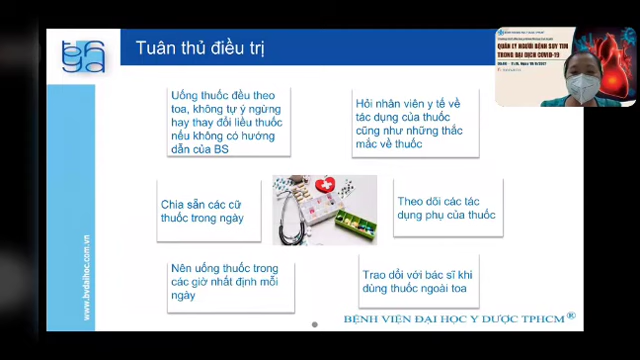 Tuân thủ điều trị
Uống thuốc đều theo
toa, không tự ý ngừng
hay thay đổi liều thuốc
nếu không có hướng
dẫn của BS
Hỏi nhân viên y tế về
tác dụng của thuốc
cũng như những thắc
mắc về thuốc
Chia sẵn các cữ
thuốc trong ngày
Theo dõi các tác
dụng phụ của thuốc
Nên uống thuốc trong
các giờ nhất định mỗi
ngày
Trao đổi với bác sĩ khi
dùng thuốc ngoài toa
www.bvdaihoc.com.vn
BỆNH VIỆN ĐẠI HỌC Y DƯỢC TPHCM ®
QUẢN LÝ NGƯỜI BỆNH SUY TIM
TRONG ĐẠI DỊCH COVID-19